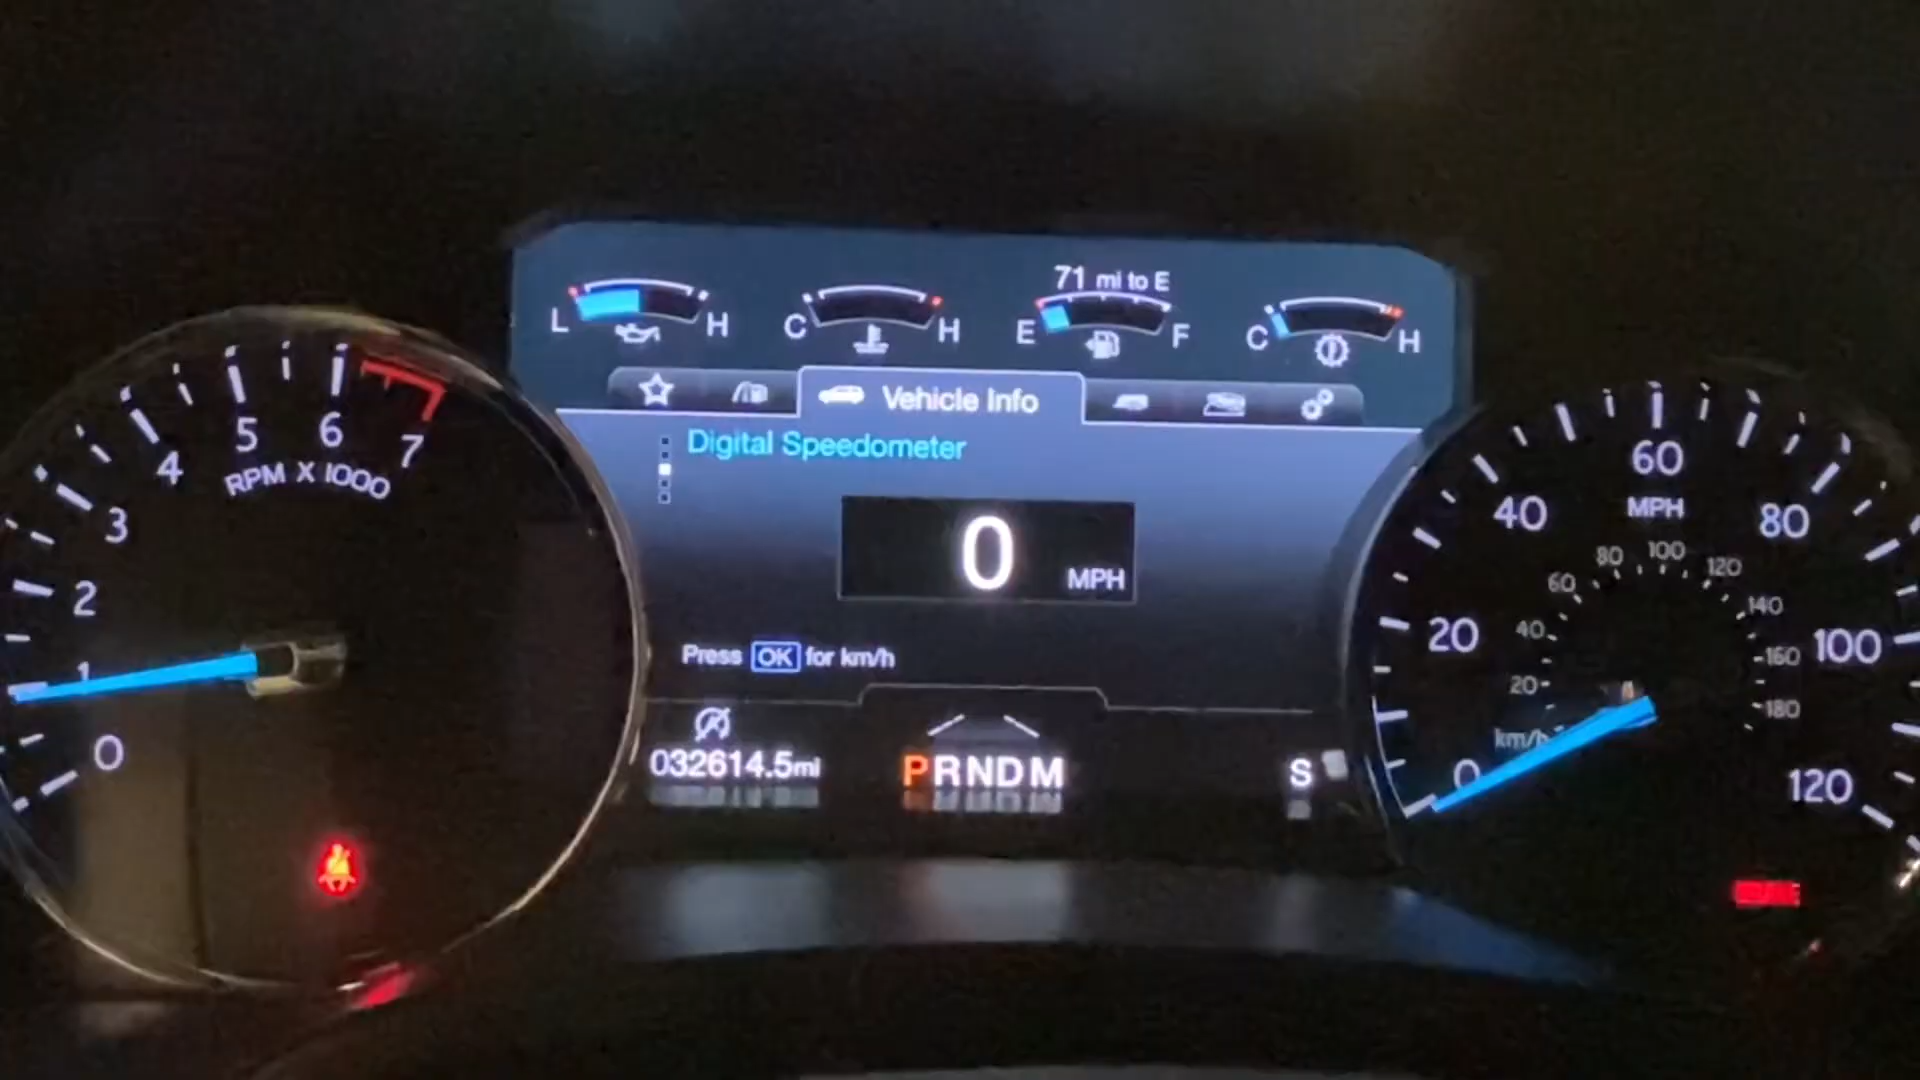 71 mi to E
L H C H E F C H
Vehicle Info
Digital Speedometer
0 MPH
Press OK for km/h
032614.5mi
PRNDM
S
0 1 2 3 4 5 6 7
RPM X 1000
0 20 40 60 80 100 120
MPH
20 40 60 80 100 120 140 160 180
km/h